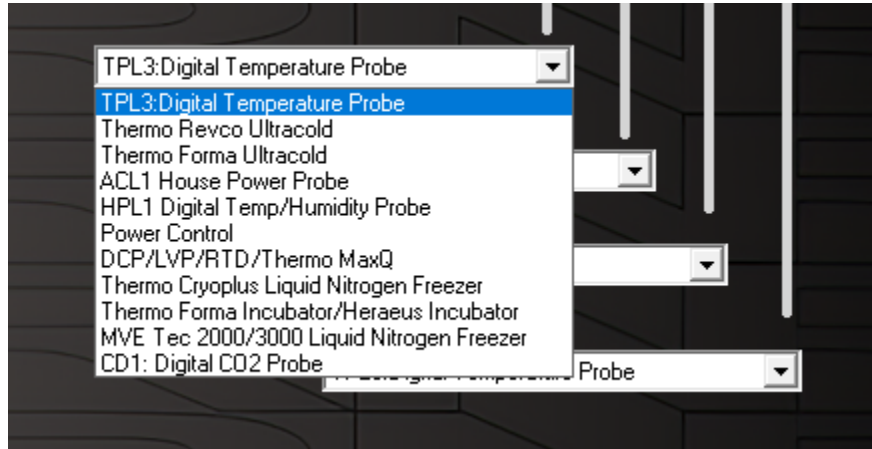 TPL3:Digital Temperature Probe
TPL3:Digital Temperature Probe
Thermo Revco Ultracold
Thermo Forma Ultracold
ACL1 House Power Probe
HPL1 Digital Temp/Humidity Probe
Power Control
DCP/LVP/RTD/Thermo MaxQ
Thermo Cryoplus Liquid Nitrogen Freezer
Thermo Forma Incubator/Heraeus Incubator
MVE Tec 2000/3000 Liquid Nitrogen Freezer
CD1: Digital CO2 Probe
Probe